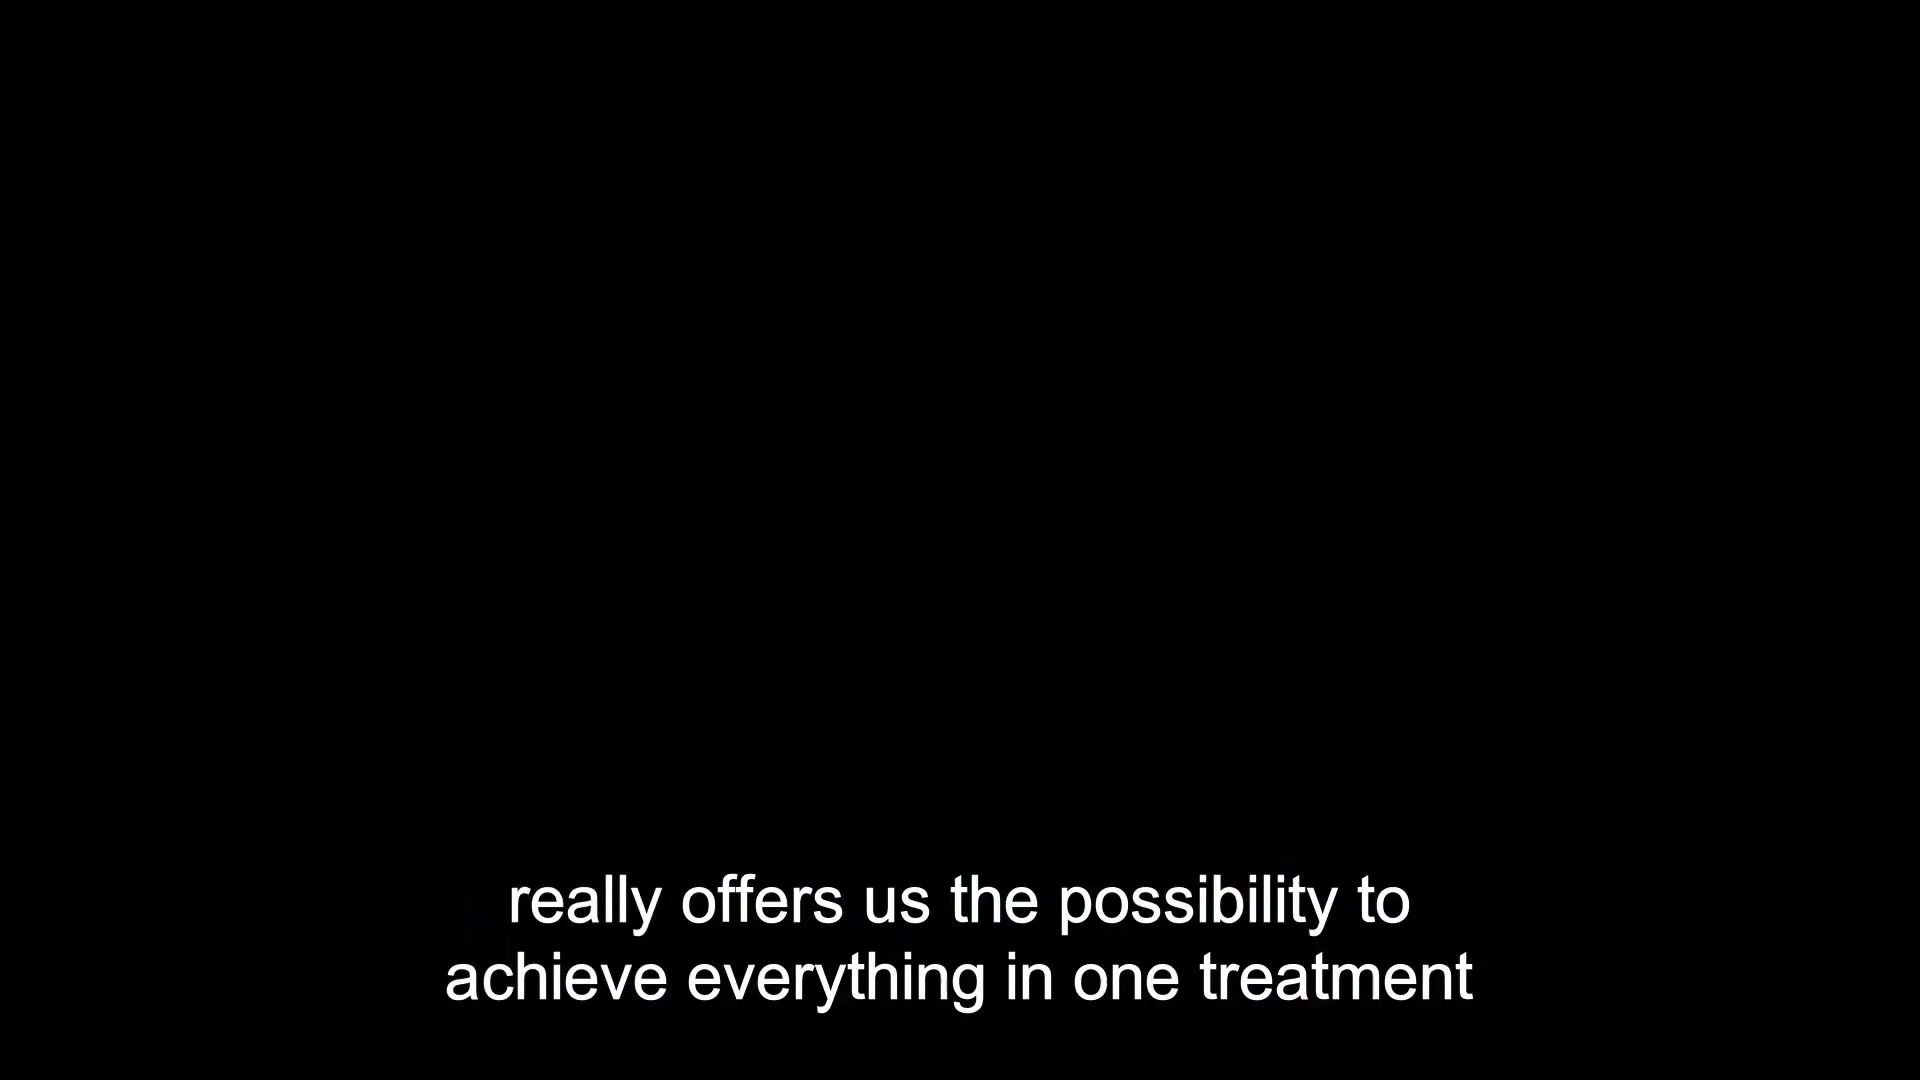 really offers us the possibility to
achieve everything in one treatment